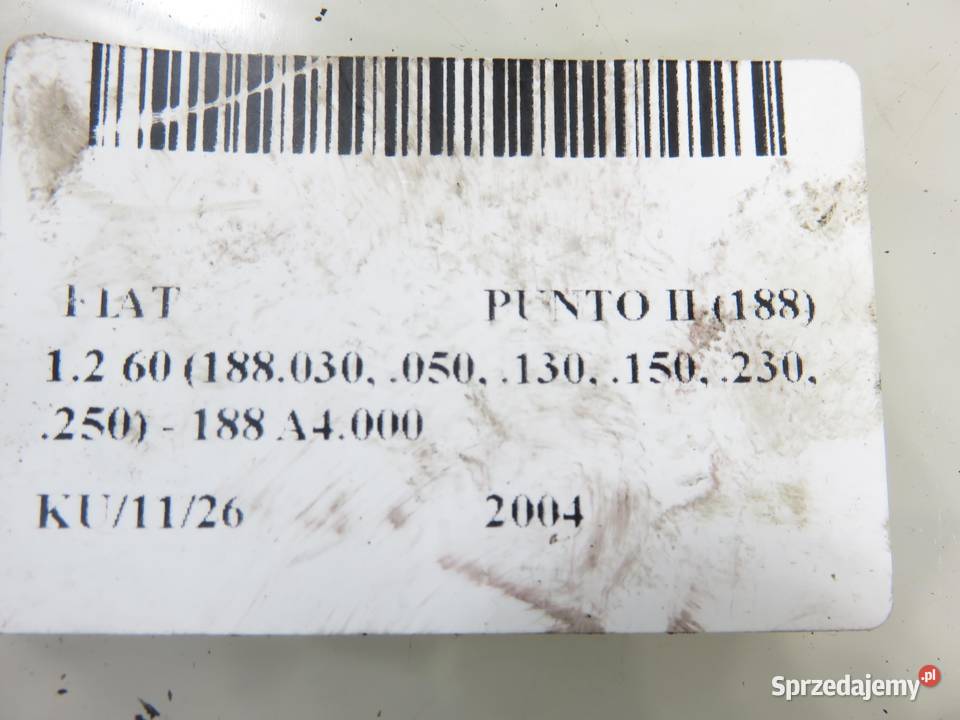 FIAT PUNTO II (188)
1.2 60 (188.030, .050, .130, .150, .230,
.250) - 188 A4.000
KU/11/26 2004
Sprzedajemy.pl